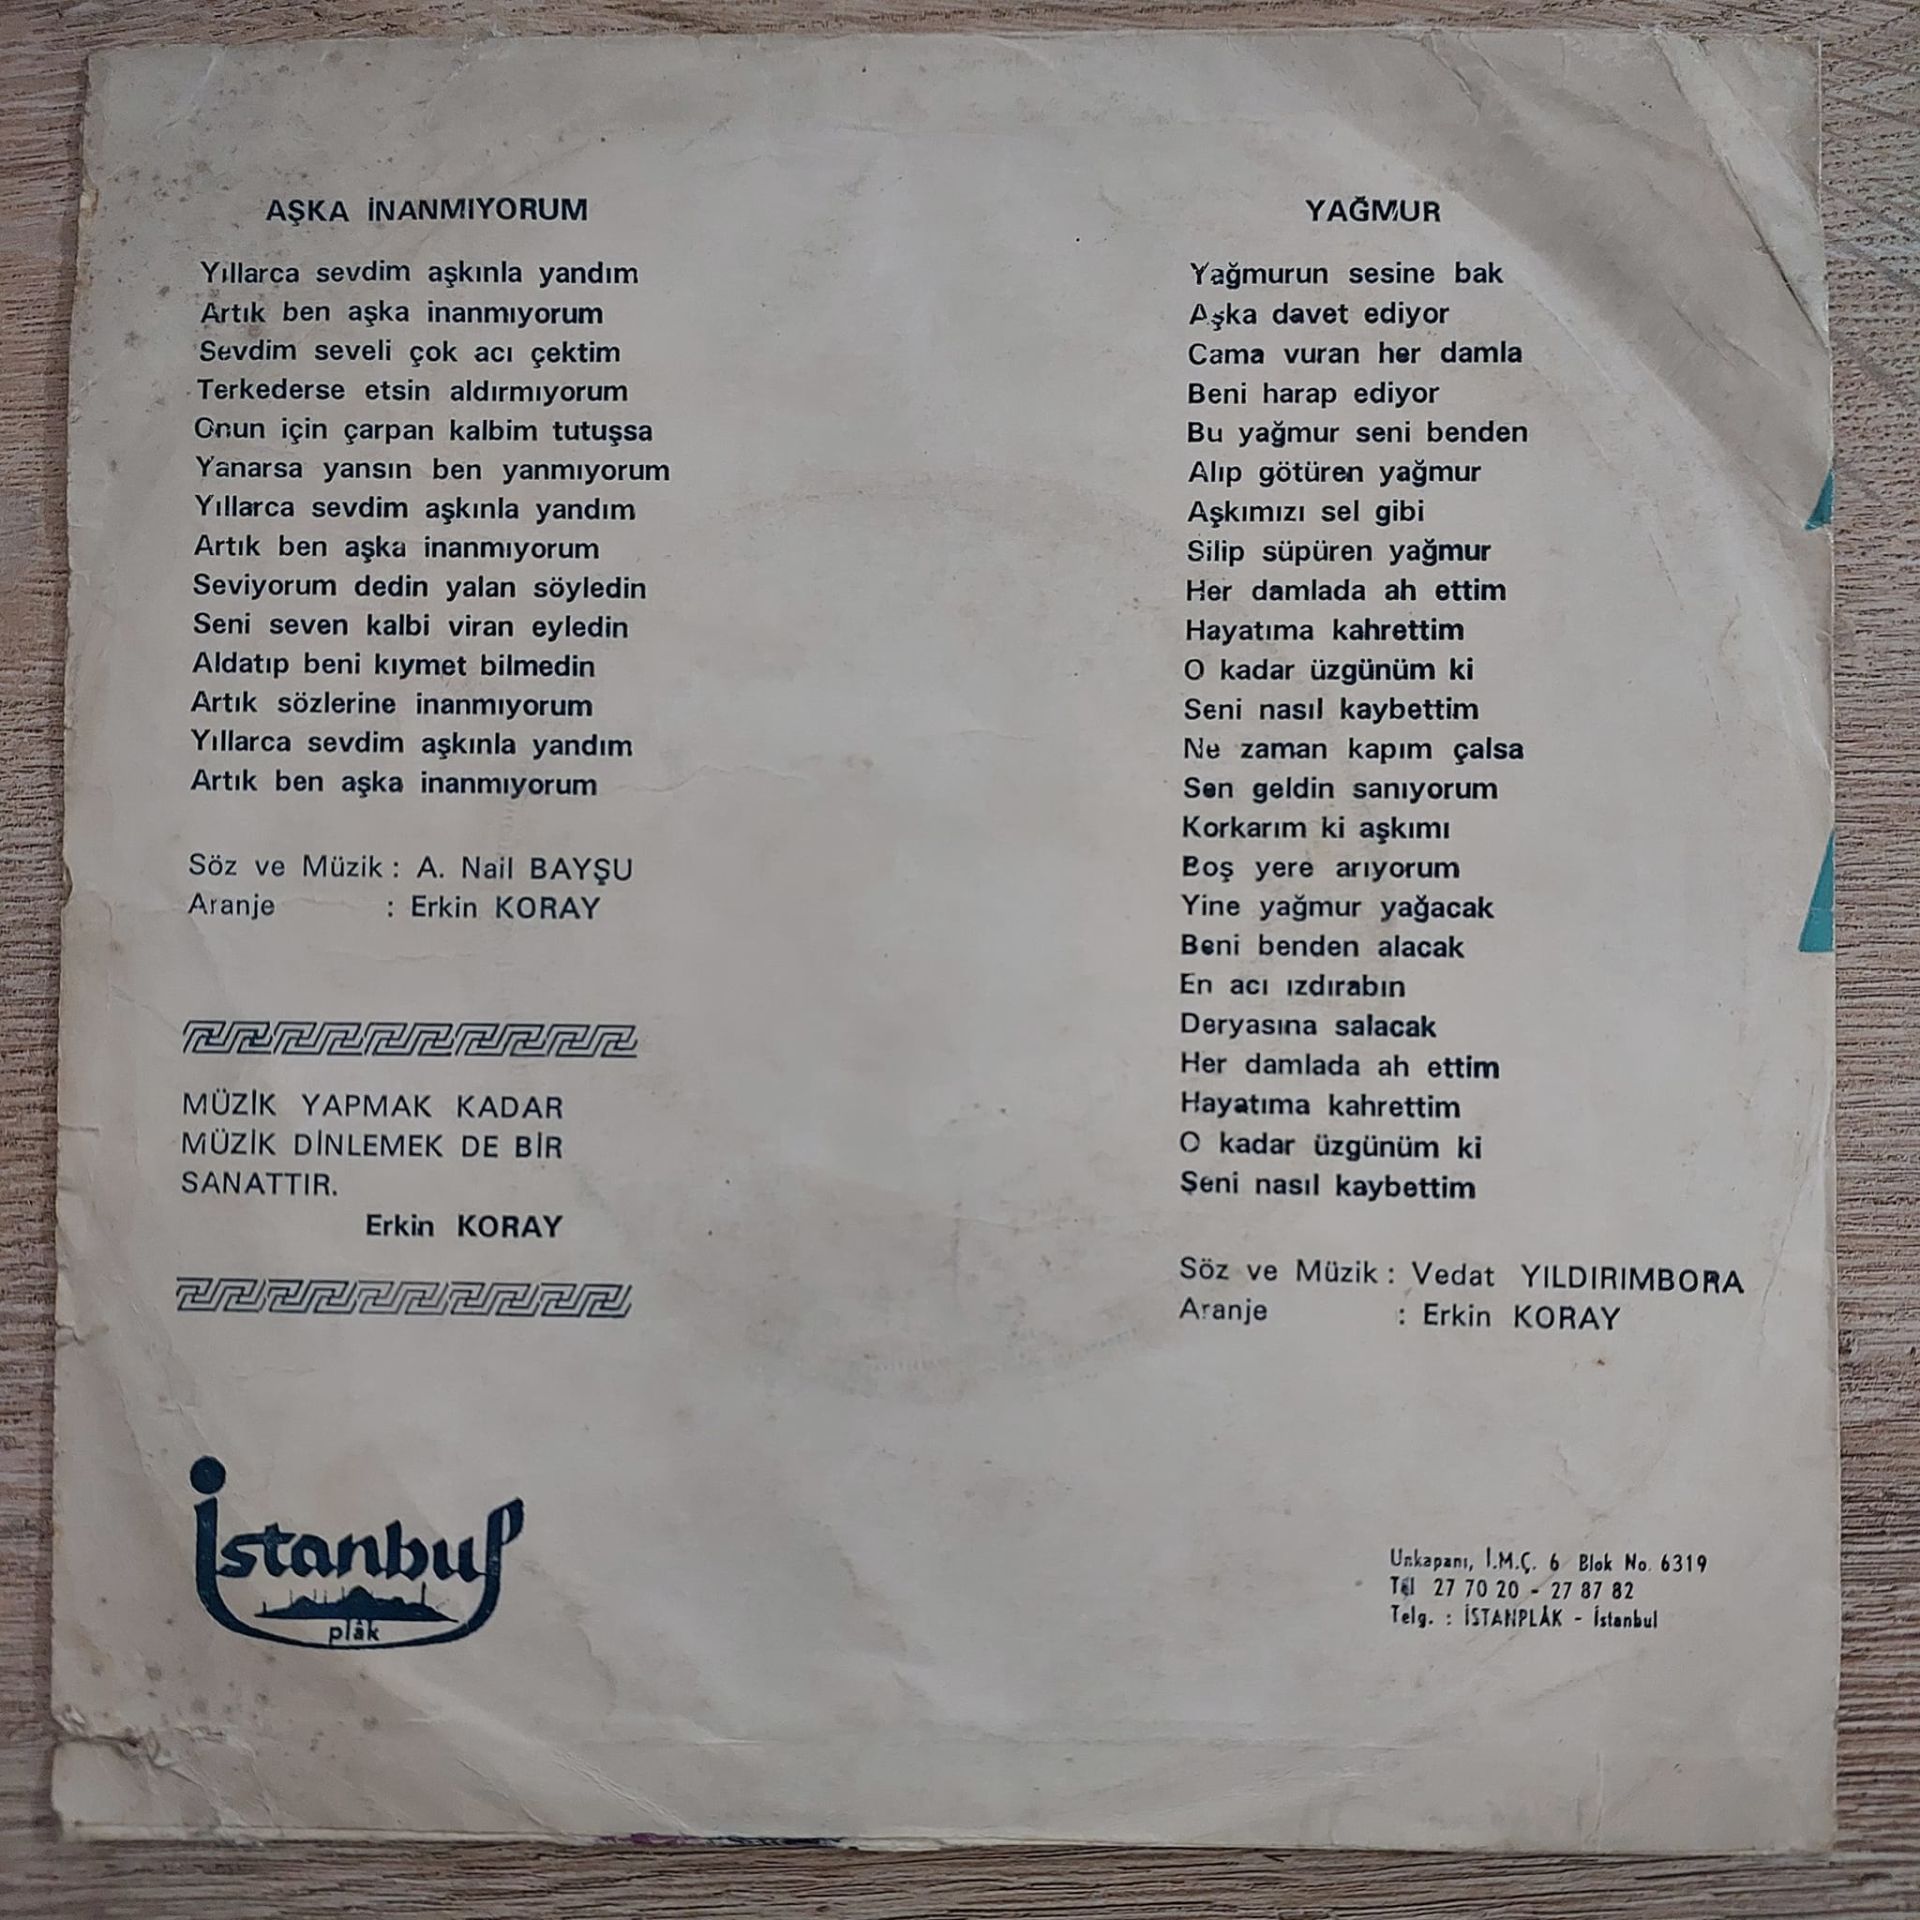 AŞKA İNANMIYORUM
Yıllarca sevdim aşkınla yandım
Artık ben aşka inanmıyorum
Sevdim seveli çok acı çektim
Terkederse etsin aldırmıyorum
Onun için çarpan kalbim tutuşsa
Yanarsa yansın ben yanmıyorum
Yıllarca sevdim aşkınla yandım
Artık ben aşka inanmıyorum
Seviyorum dedin yalan söyledin
Seni seven kalbi viran eyledin
Aldatıp beni kıymet bilmedin
Artık sözlerine inanmıyorum
Yıllarca sevdim aşkınla yandım
Artık ben aşka inanmıyorum
Söz ve Müzik : A. Nail BAYŞU
Aranje : Erkin KORAY
MÜZİK YAPMAK KADAR
MÜZİK DİNLEMEK DE BİR
SANATTIR.
Erkin KORAY
İstanbul
plâk
YAĞMUR
Yağmurun sesine bak
Aşka davet ediyor
Cama vuran her damla
Beni harap ediyor
Bu yağmur seni benden
Alıp götüren yağmur
Aşkımızı sel gibi
Silip süpüren yağmur
Her damlada ah ettim
Hayatıma kahrettim
O kadar üzgünüm ki
Seni nasıl kaybettim
Ne zaman kapım çalsa
Sen geldin sanıyorum
Korkarım ki aşkımı
Boş yere arıyorum
Yine yağmur yağacak
Beni benden alacak
En acı ızdırabın
Deryasına salacak
Her damlada ah ettim
Hayatıma kahrettim
O kadar üzgünüm ki
Seni nasıl kaybettim
Söz ve Müzik : Vedat YILDIRIMBORA
Aranje : Erkin KORAY
Unkapanı, İ.M.Ç. 6 Blok No. 6319
Tel 27 70 20 - 27 87 82
Telg. : İSTANPLÂK - İstanbul